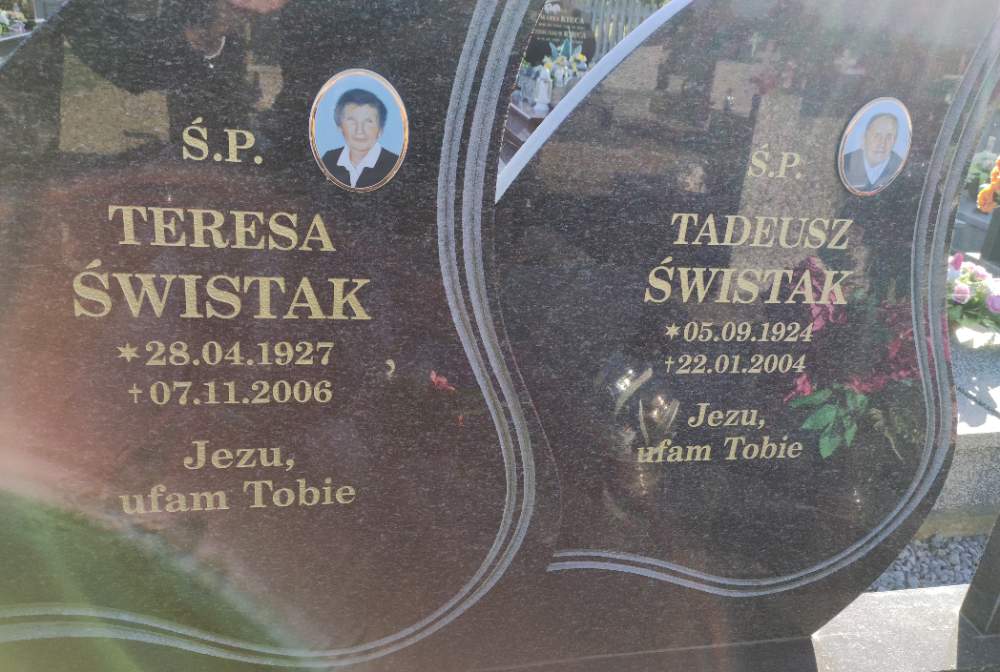 Ś.P.
TERESA
ŚWISTAK
✶28.04.1927
✝07.11.2006
Jezu,
ufam Tobie
Ś.P.
TADEUSZ
ŚWISTAK
✶05.09.1924
✝22.01.2004
Jezu,
ufam Tobie